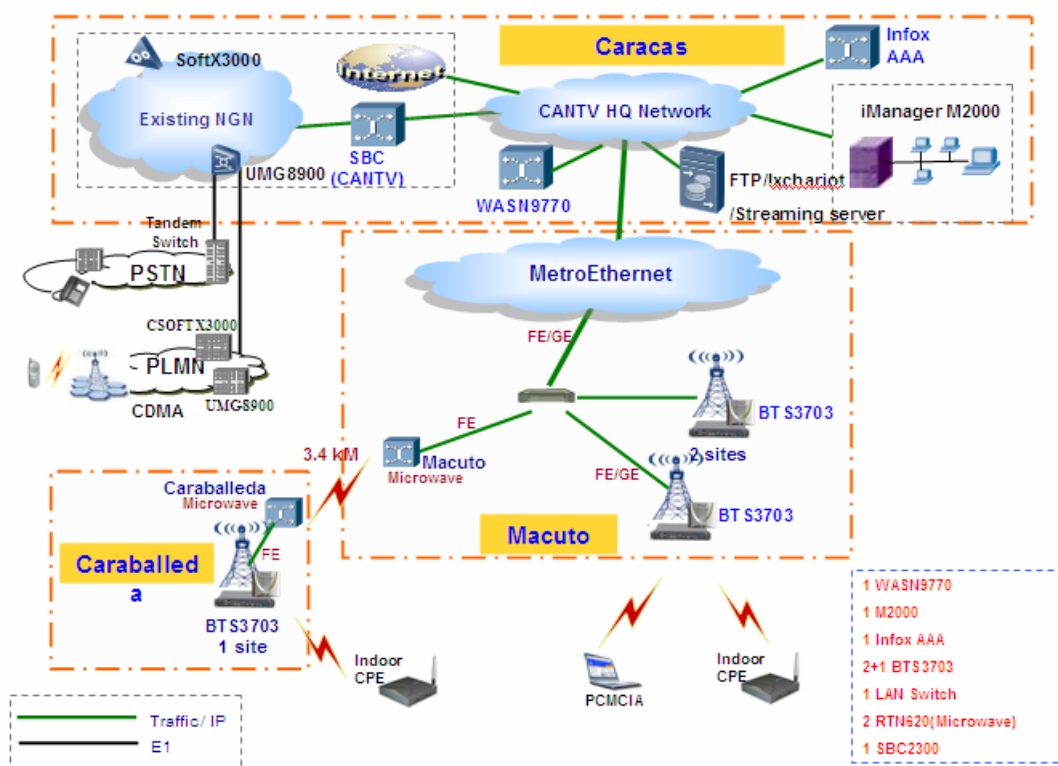 SoftX3000
Internet
Caracas
Infox
AAA
Existing NGN
CANTV HQ Network
iManager M2000
SBC
(CANTV)
UMG8900
WASN9770
FTP/Ixchariot
/Streaming server
Tandem
Switch
PSTN
MetroEthernet
CSOFTX3000
FE/GE
PLMN
UMG8900
CDMA
BTS3703
2 sites
FE
3.4 kM
Macuto
Microwave
FE/GE
Caraballeda
Microwave
BTS3703
FE
Macuto
Caraballed
a
BTS3703
1 site
1 WASN9770
1 M2000
1 Infox AAA
2+1 BTS3703
1 LAN Switch
2 RTN620(Microwave)
1 SBC2300
Indoor
CPE
PCMCIA
Indoor
CPE
Traffic/ IP
E1